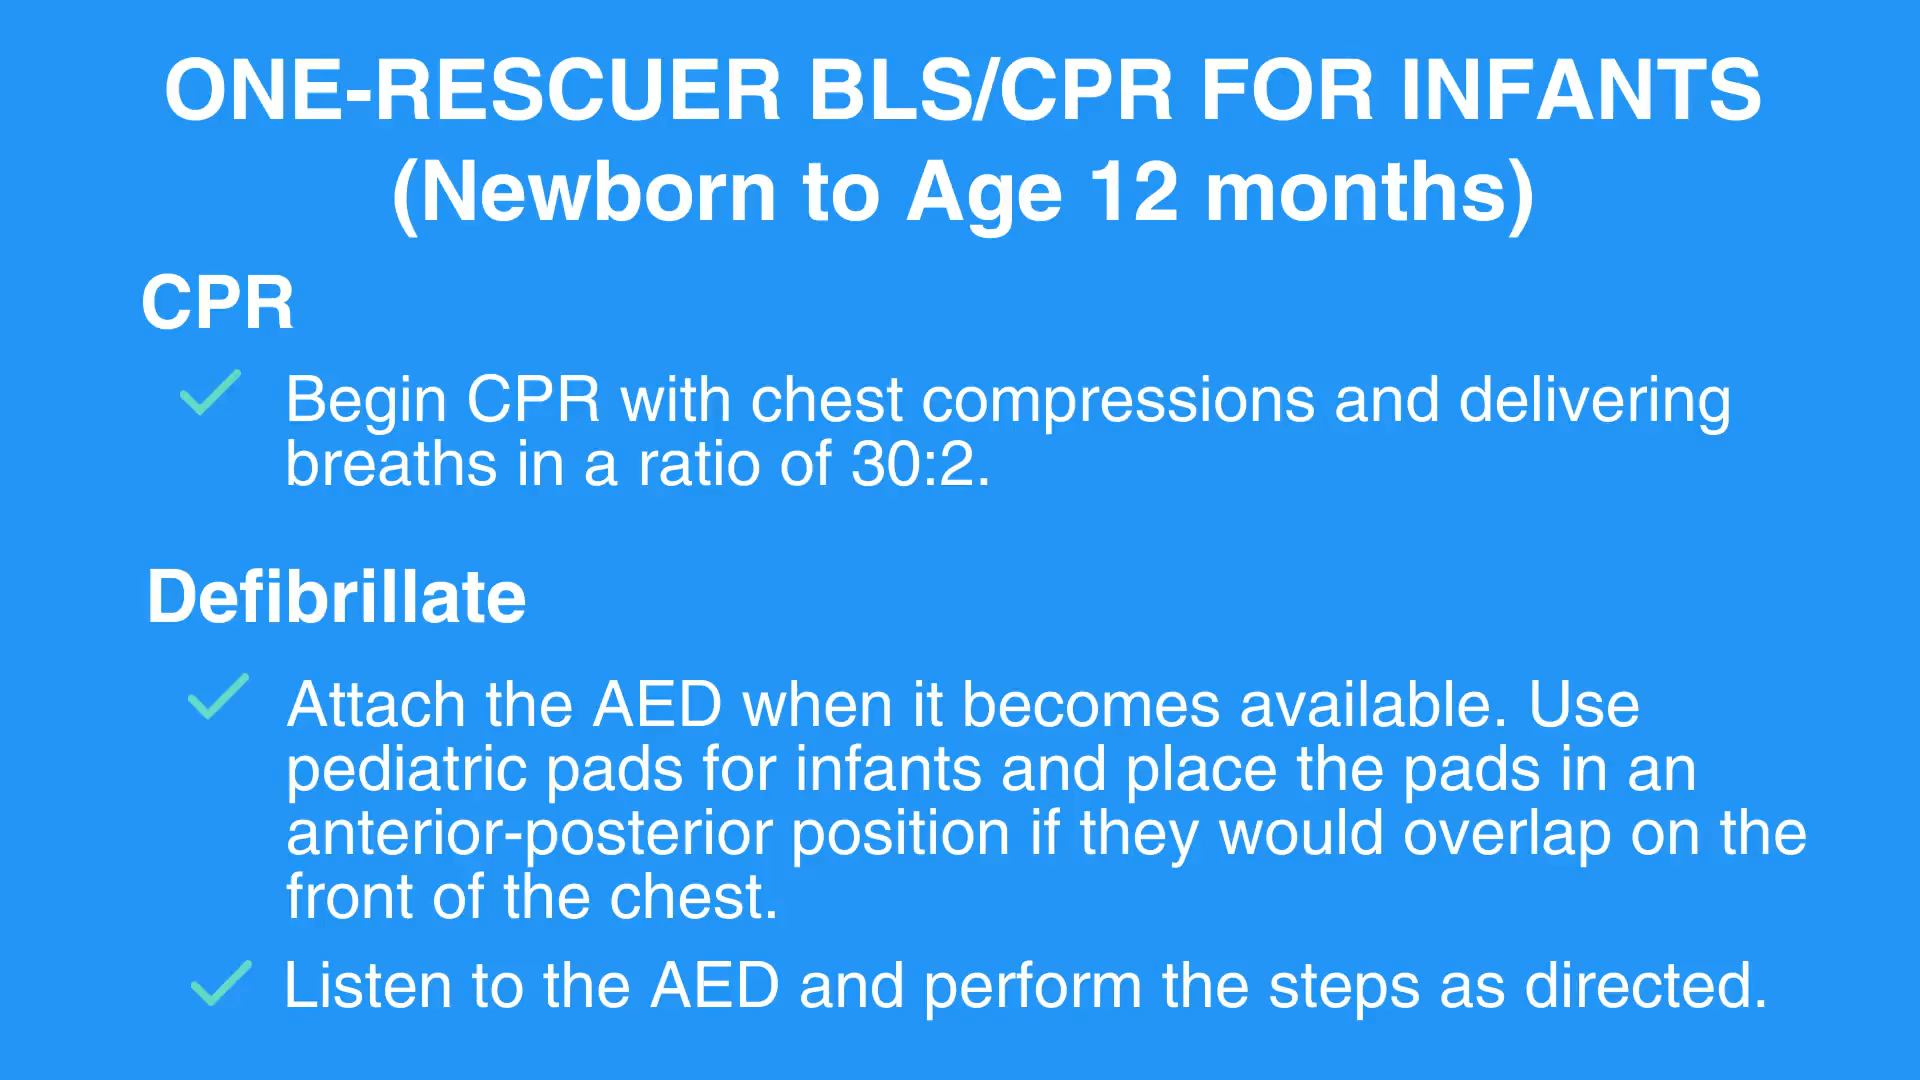 ONE-RESCUER BLS/CPR FOR INFANTS
(Newborn to Age 12 months)
CPR
Begin CPR with chest compressions and delivering
breaths in a ratio of 30:2.
Defibrillate
Attach the AED when it becomes available. Use
pediatric pads for infants and place the pads in an
anterior-posterior position if they would overlap on the
front of the chest.
Listen to the AED and perform the steps as directed.